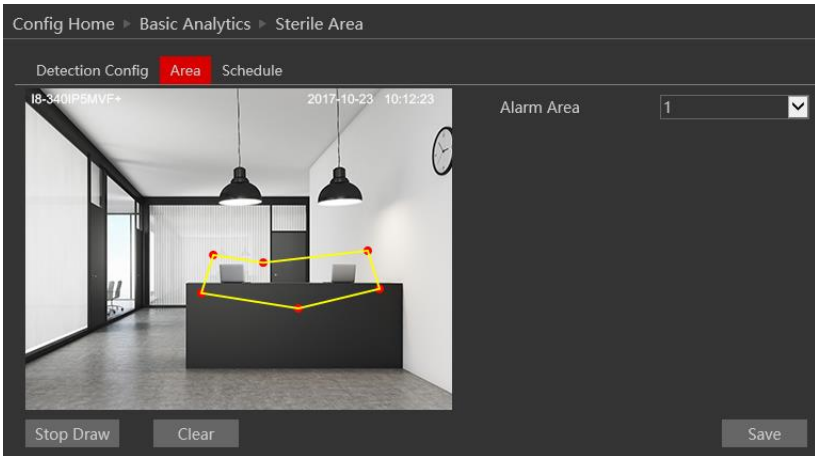 Config Home ▸ Basic Analytics ▸ Sterile Area
Detection Config Area Schedule
I8-340IP5MVF+ 2017-10-23 10:12:23
Alarm Area 1
Stop Draw Clear Save